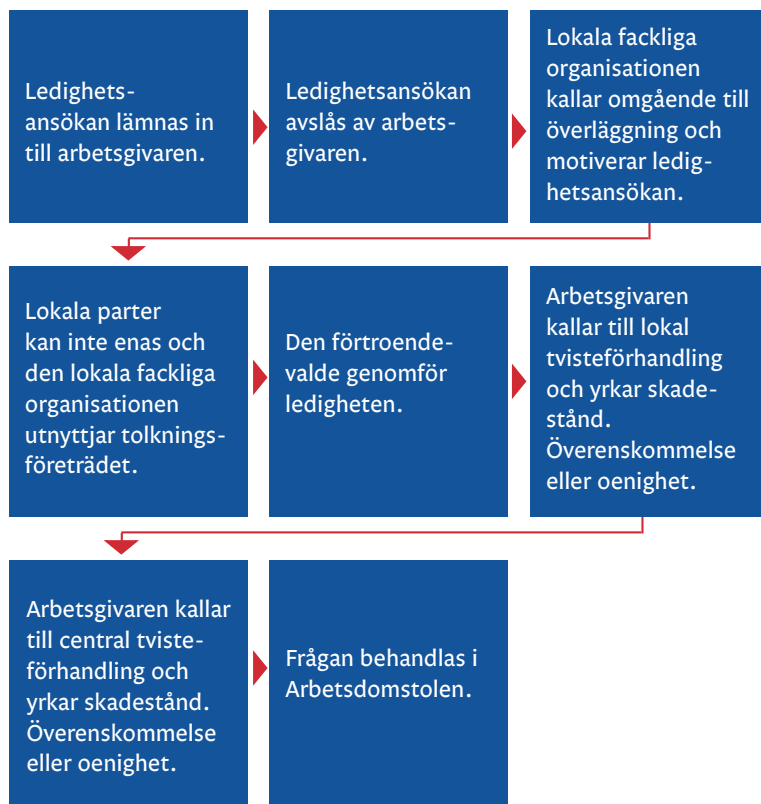 Ledighets-
ansökan lämnas in
till arbetsgivaren.
Ledighetsansökan
avslås av arbets-
givaren.
Lokala fackliga
organisationen
kallar omgående till
överläggning och
motiverar ledig-
hetsansökan.
Lokala parter
kan inte enas och
den lokala fackliga
organisationen
utnyttjar tolknings-
företrädet.
Den förtroende-
valde genomför
ledigheten.
Arbetsgivaren
kallar till lokal
tvisteförhandling
och yrkar skade-
stånd.
Överenskommelse
eller oenighet.
Arbetsgivaren kallar
till central tviste-
förhandling och
yrkar skadestånd.
Överenskommelse
eller oenighet.
Frågan behandlas i
Arbetsdomstolen.